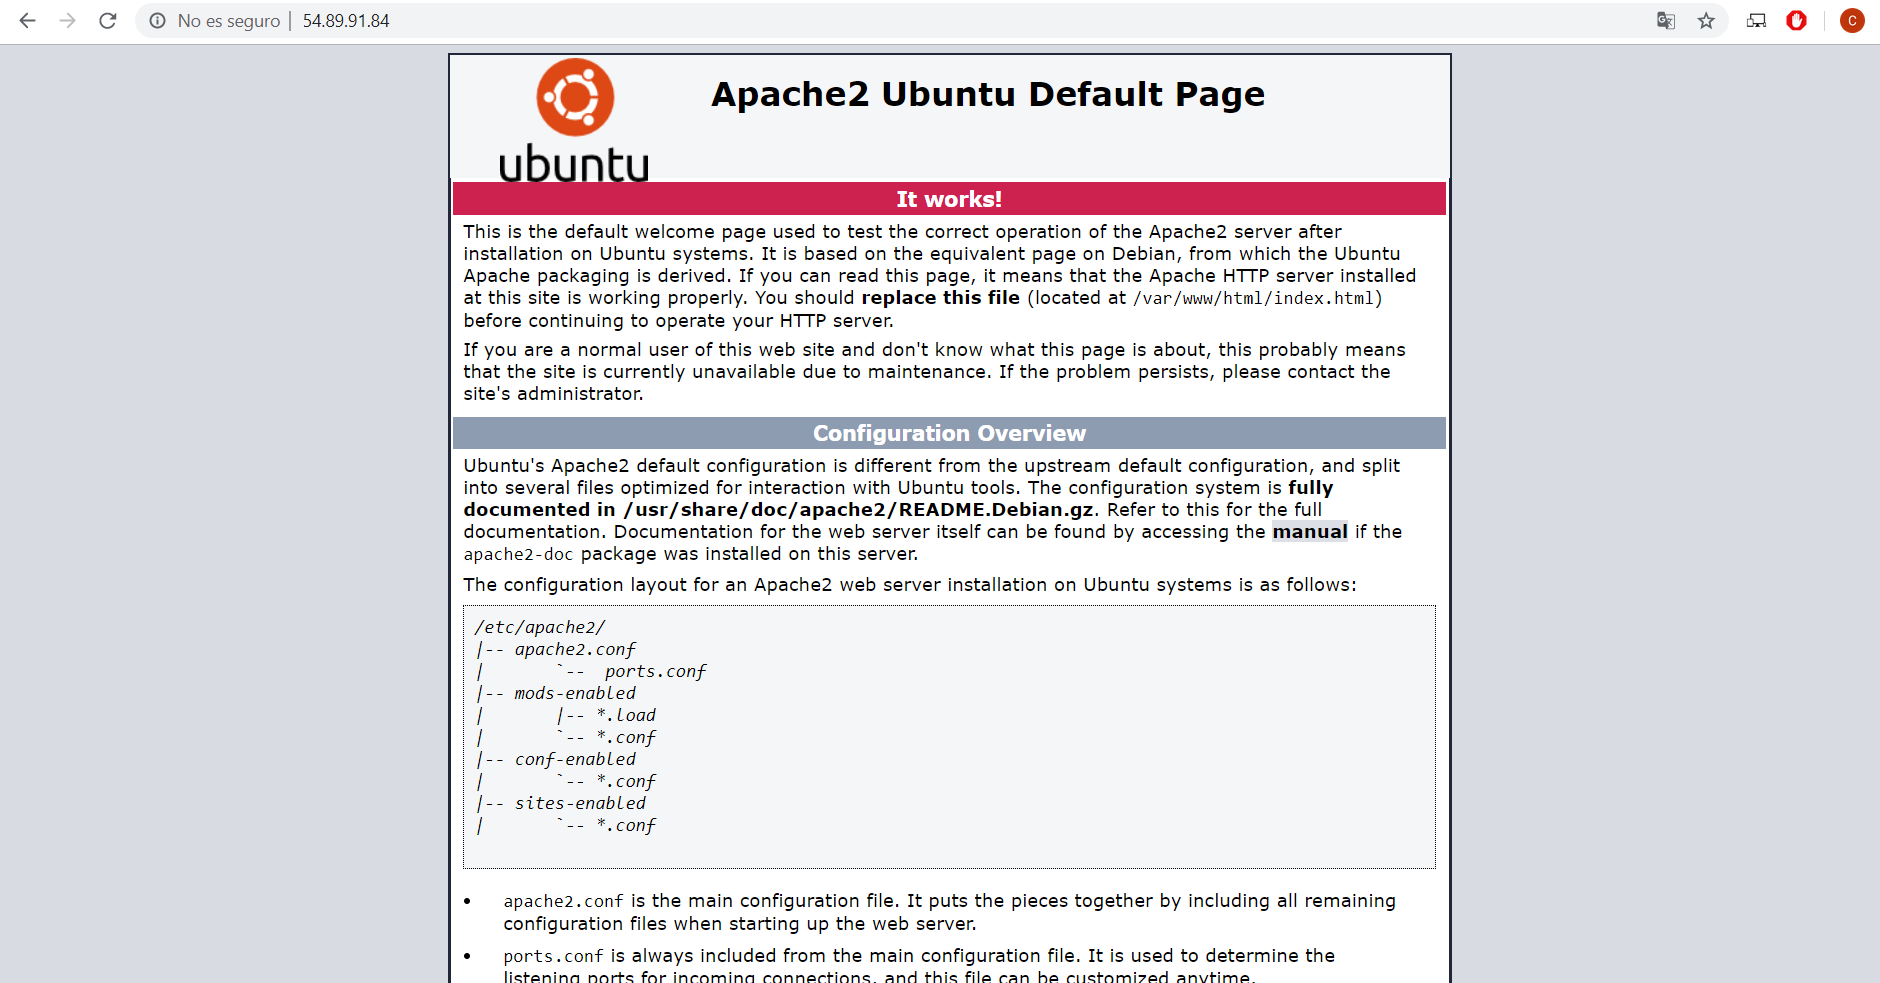 No es seguro | 54.89.91.84
C
ubuntu
Apache2 Ubuntu Default Page
It works!
This is the default welcome page used to test the correct operation of the Apache2 server after
installation on Ubuntu systems. It is based on the equivalent page on Debian, from which the Ubuntu
Apache packaging is derived. If you can read this page, it means that the Apache HTTP server installed
at this site is working properly. You should replace this file (located at /var/www/html/index.html)
before continuing to operate your HTTP server.
If you are a normal user of this web site and don't know what this page is about, this probably means
that the site is currently unavailable due to maintenance. If the problem persists, please contact the
site's administrator.
Configuration Overview
Ubuntu's Apache2 default configuration is different from the upstream default configuration, and split
into several files optimized for interaction with Ubuntu tools. The configuration system is fully
documented in /usr/share/doc/apache2/README.Debian.gz. Refer to this for the full
documentation. Documentation for the web server itself can be found by accessing the manual if the
apache2-doc package was installed on this server.
The configuration layout for an Apache2 web server installation on Ubuntu systems is as follows:
/etc/apache2/
|-- apache2.conf
|       `--  ports.conf
|-- mods-enabled
|       |-- *.load
|       `-- *.conf
|-- conf-enabled
|       `-- *.conf
|-- sites-enabled
|       `-- *.conf
• apache2.conf is the main configuration file. It puts the pieces together by including all remaining
configuration files when starting up the web server.
• ports.conf is always included from the main configuration file. It is used to determine the
listening ports for incoming connections, and this file can be customized anytime.